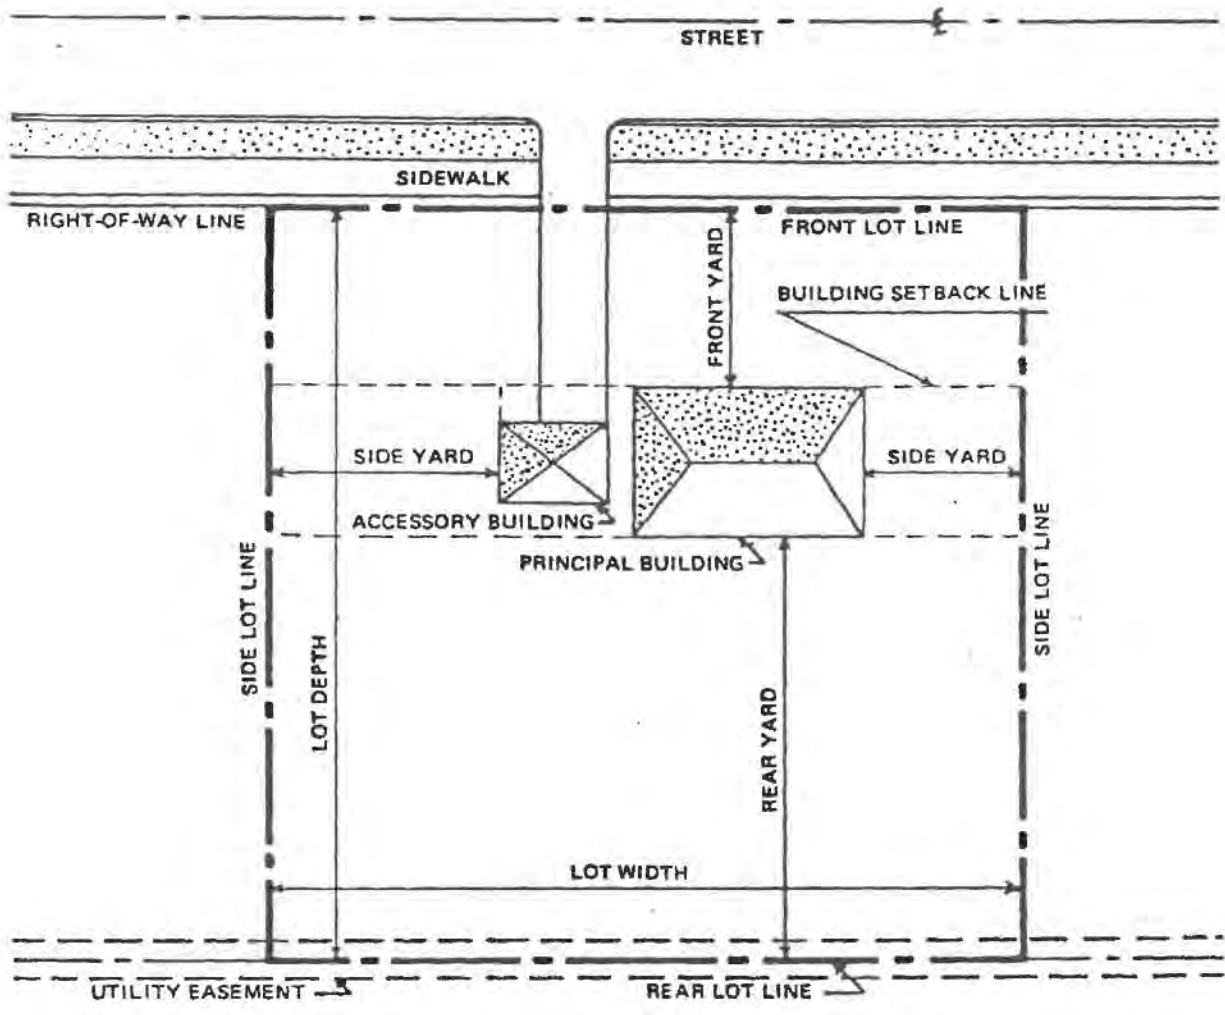 STREET
SIDEWALK
RIGHT-OF-WAY LINE
FRONT LOT LINE
FRONT YARD
BUILDING SETBACK LINE
SIDE YARD
SIDE YARD
ACCESSORY BUILDING
PRINCIPAL BUILDING
SIDE LOT LINE
LOT DEPTH
REAR YARD
SIDE LOT LINE
LOT WIDTH
UTILITY EASEMENT
REAR LOT LINE